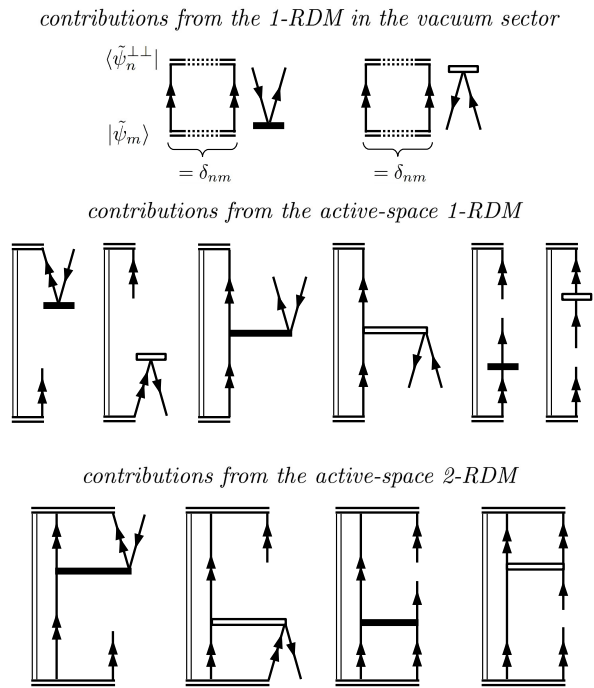 contributions from the 1-RDM in the vacuum sector
⟨ψ̃ₙ^⊥⊥|
|ψ̃ₘ⟩
= δₙₘ = δₙₘ
contributions from the active-space 1-RDM
contributions from the active-space 2-RDM